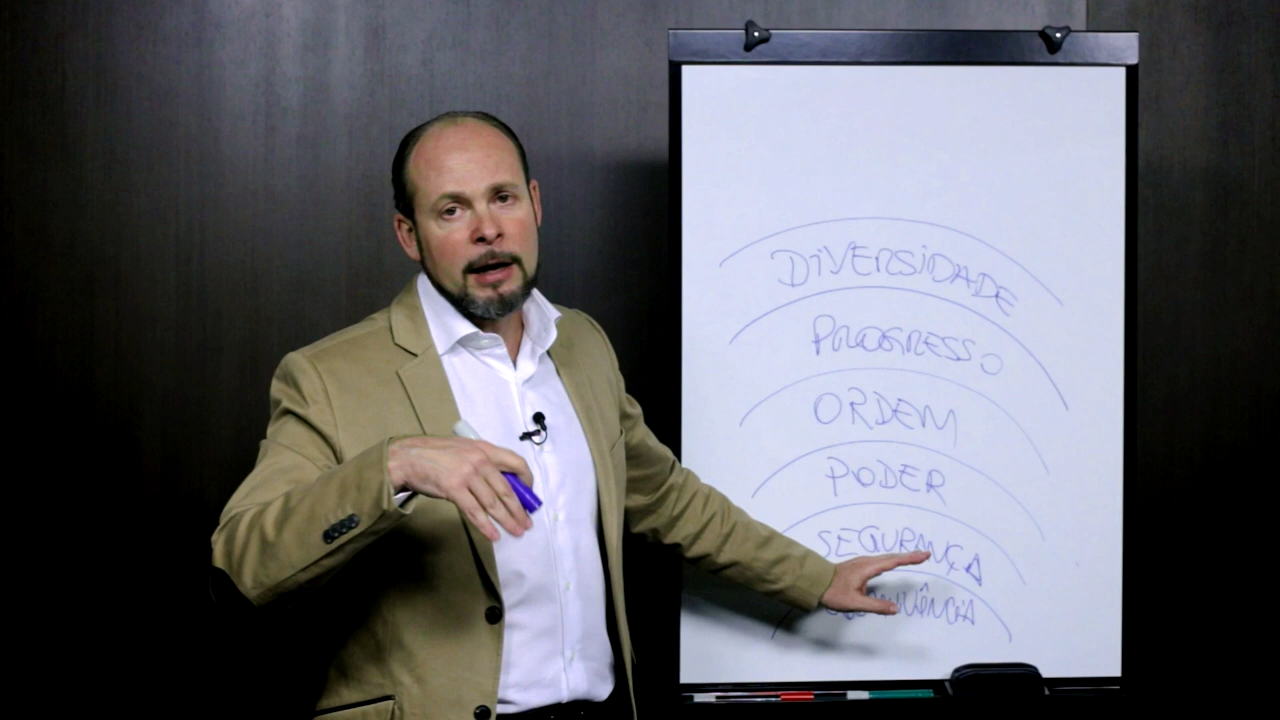 DIVERSIDADE
PROGRESSO
ORDEM
PODER
SEGURANÇA